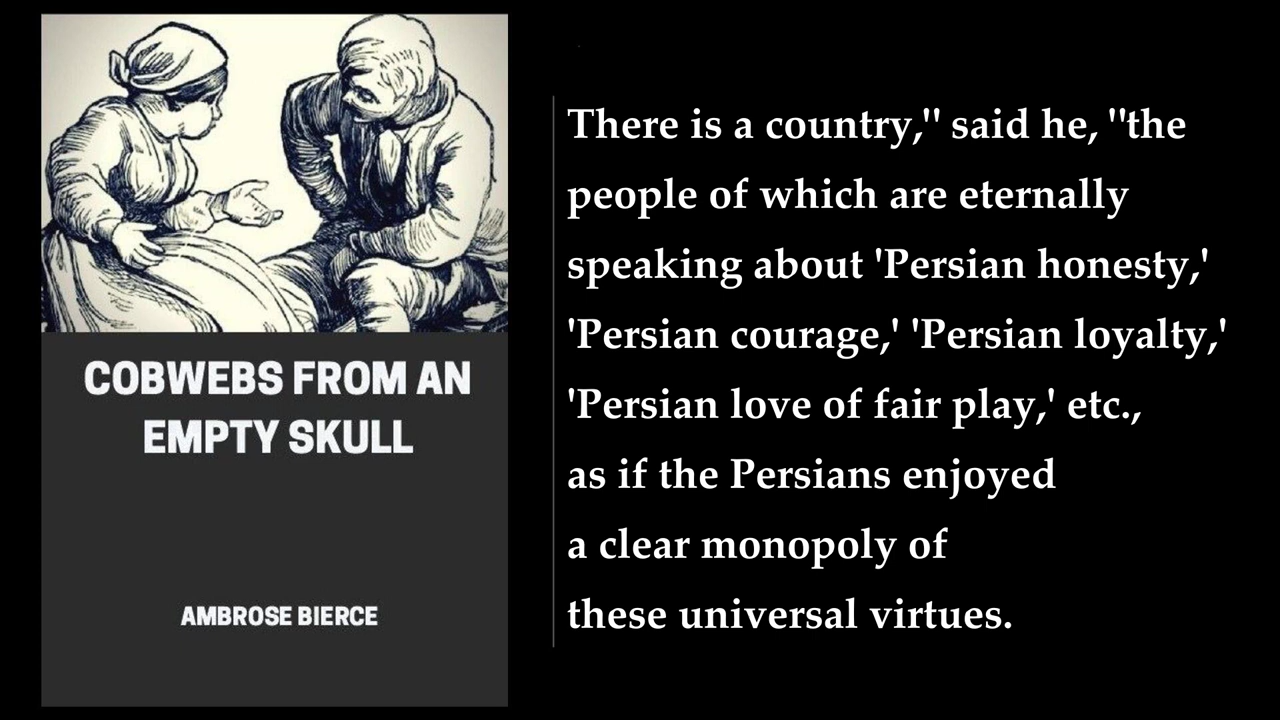 COBWEBS FROM AN
EMPTY SKULL
AMBROSE BIERCE
There is a country,'' said he, ''the
people of which are eternally
speaking about 'Persian honesty,'
'Persian courage,' 'Persian loyalty,'
'Persian love of fair play,' etc.,
as if the Persians enjoyed
a clear monopoly of
these universal virtues.